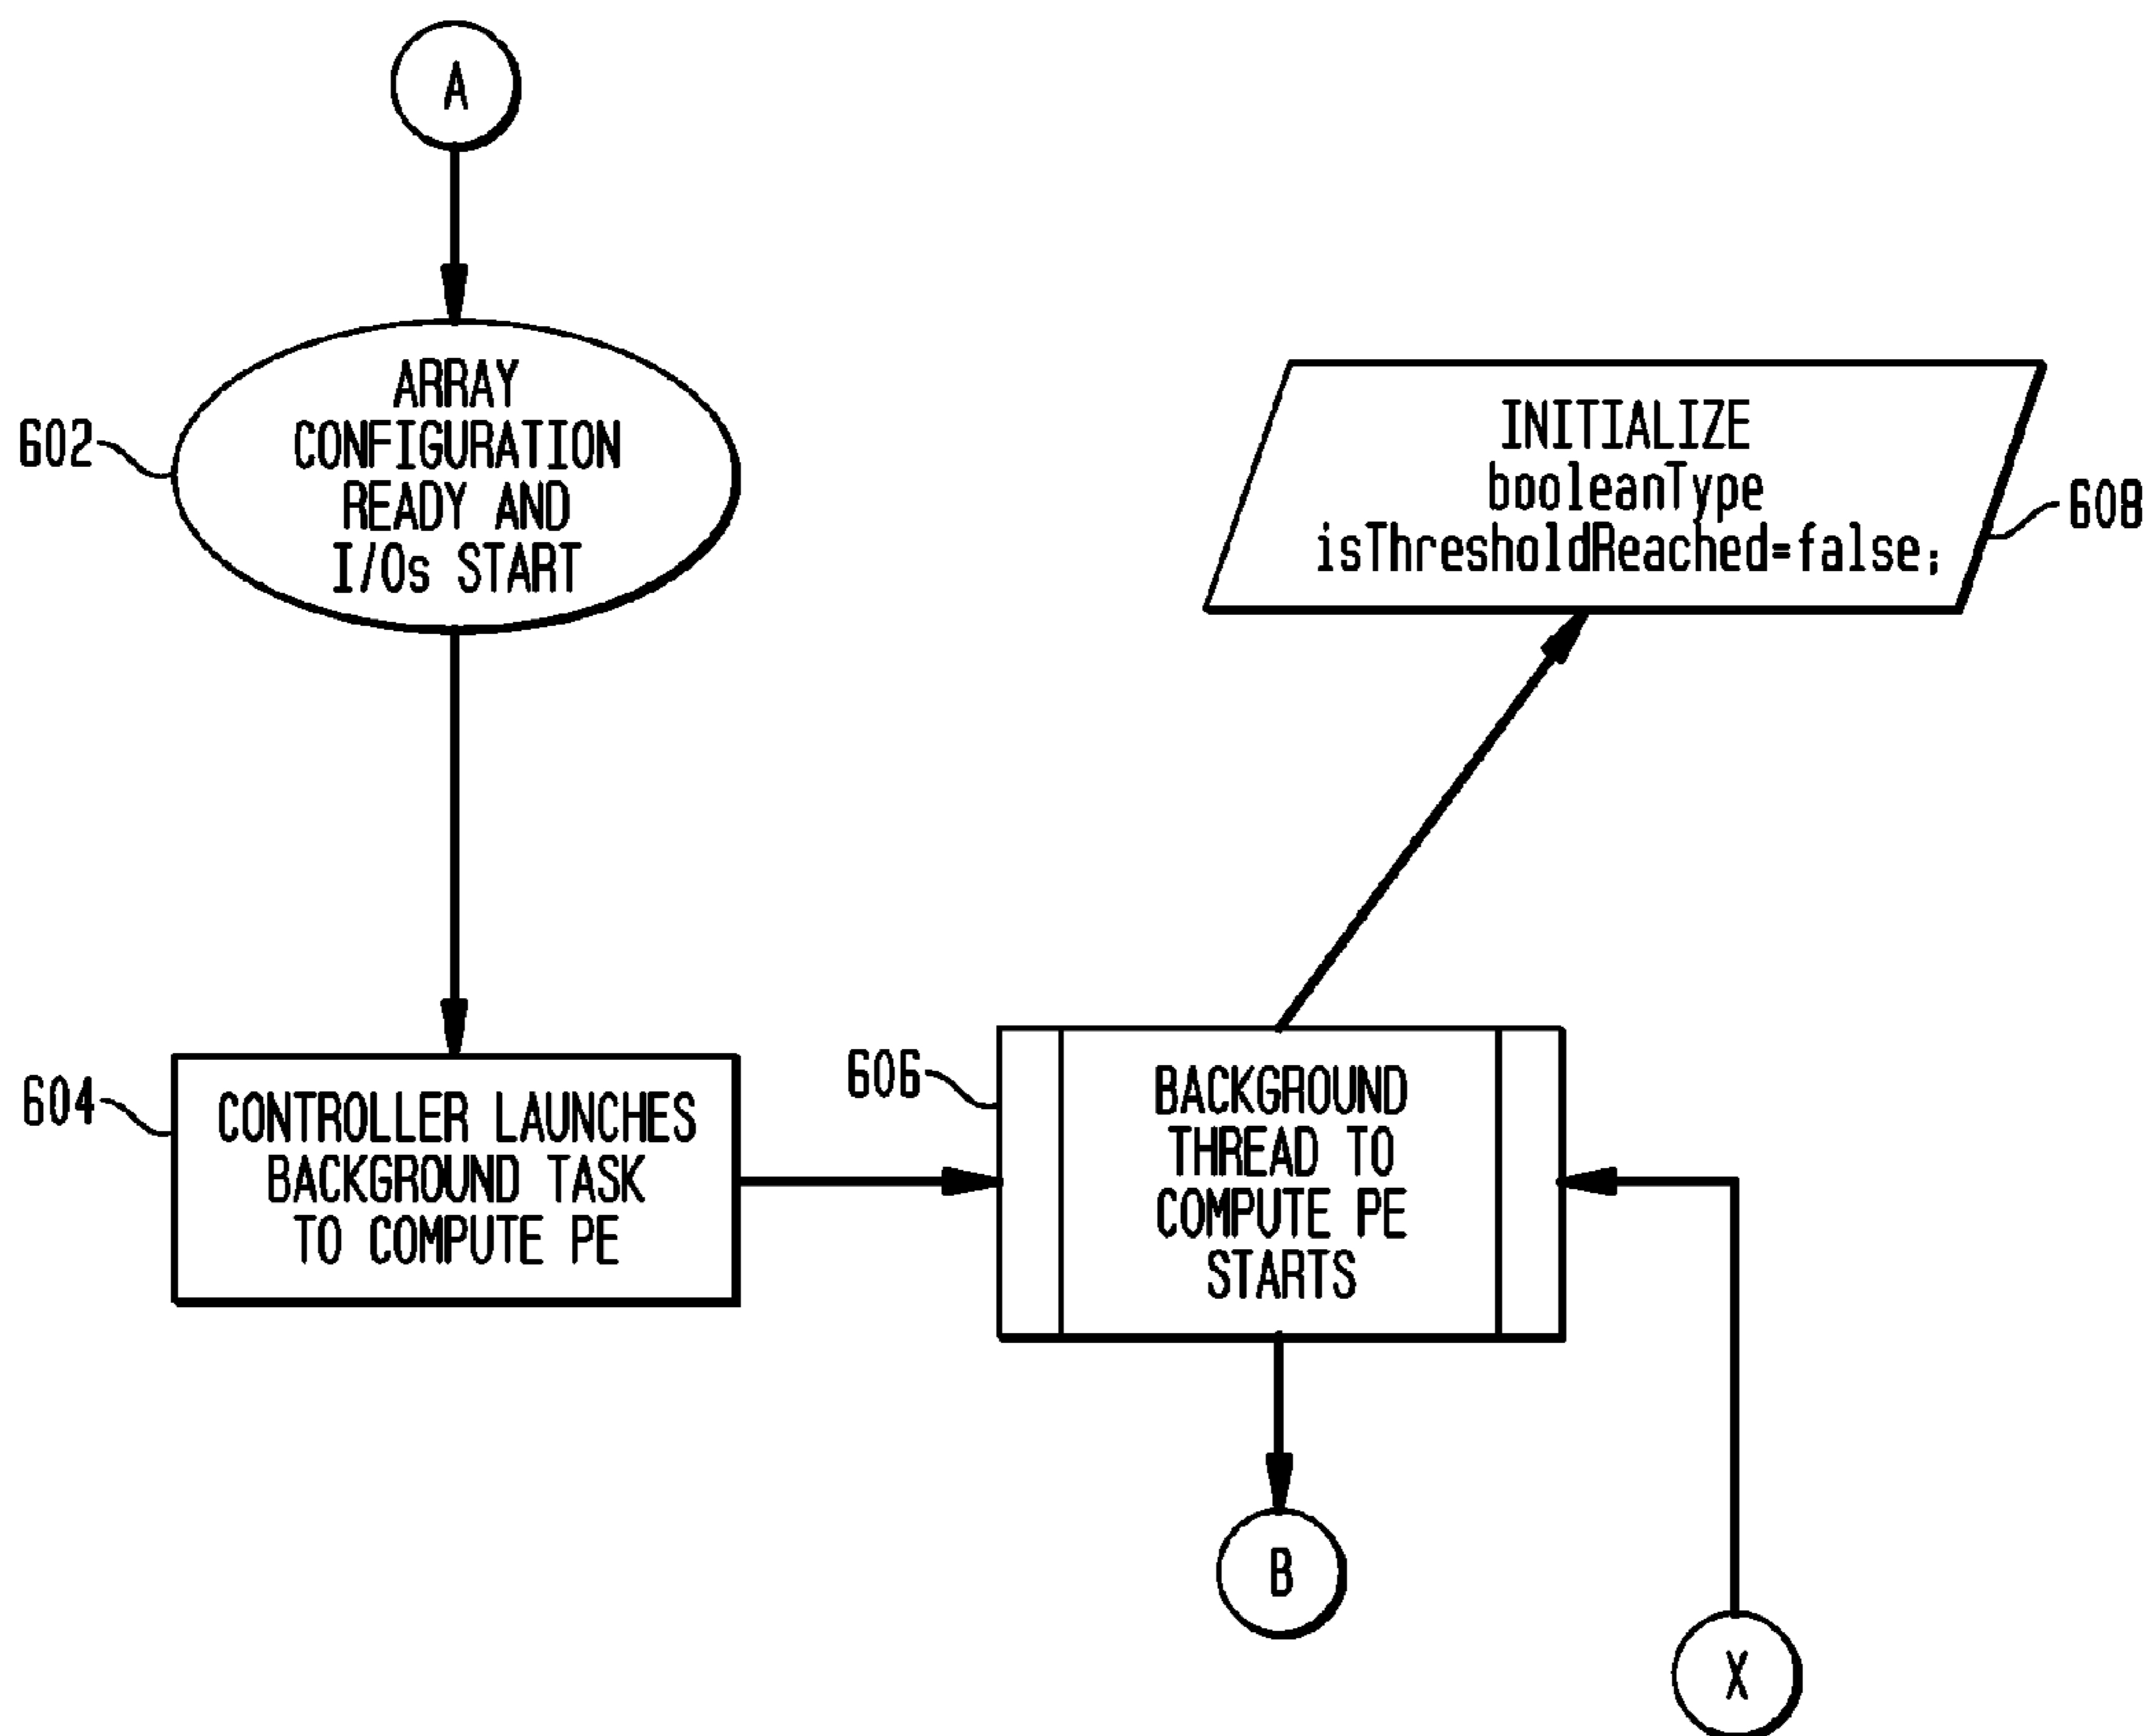 A
602
ARRAY
CONFIGURATION
READY AND
I/Os START
INITIALIZE
booleanType
isThresholdReached=false;
608
604
CONTROLLER LAUNCHES
BACKGROUND TASK
TO COMPUTE PE
606
BACKGROUND
THREAD TO
COMPUTE PE
STARTS
B
X